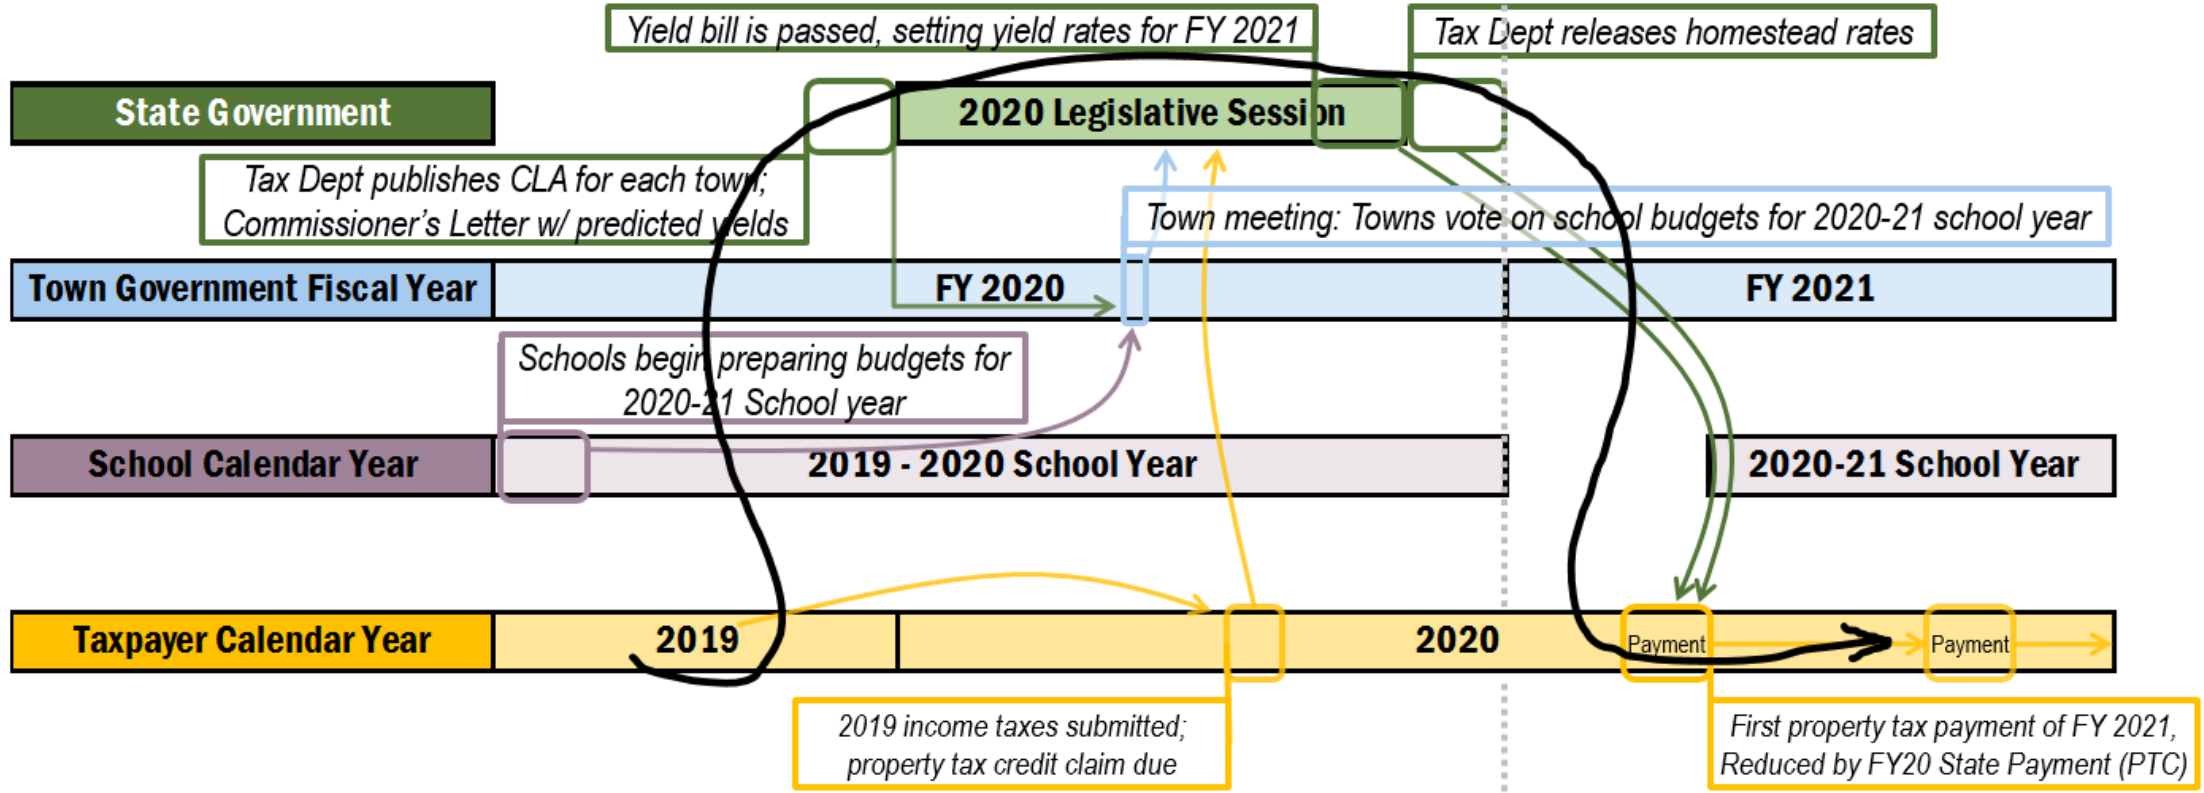 Yield bill is passed, setting yield rates for FY 2021
Tax Dept releases homestead rates
State Government
2020 Legislative Session
Tax Dept publishes CLA for each town;
Commissioner's Letter w/ predicted yields
Town meeting: Towns vote on school budgets for 2020-21 school year
Town Government Fiscal Year
FY 2020
FY 2021
Schools begin preparing budgets for
2020-21 School year
School Calendar Year
2019 - 2020 School Year
2020-21 School Year
Taxpayer Calendar Year
2019
2020
Payment
Payment
2019 income taxes submitted;
property tax credit claim due
First property tax payment of FY 2021,
Reduced by FY20 State Payment (PTC)